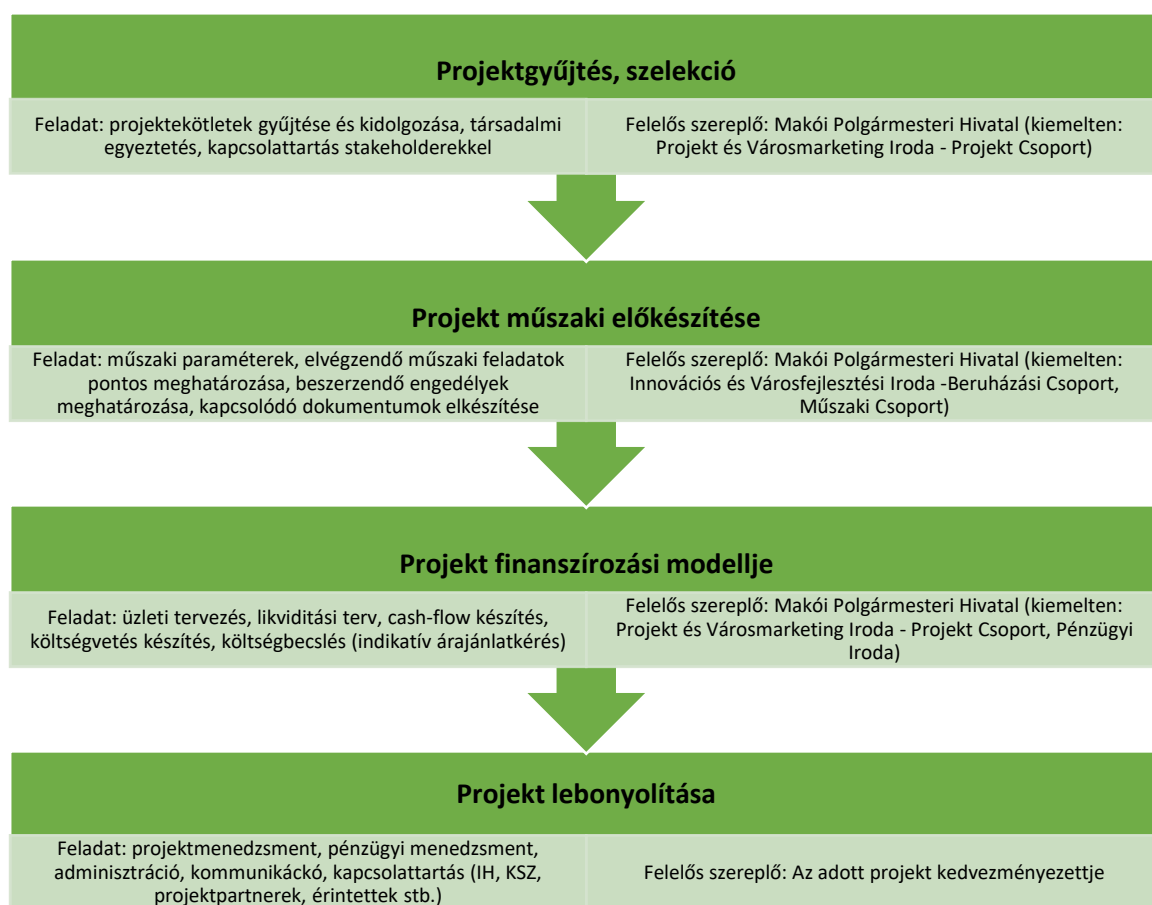 Projektgyűjtés, szelekció
Feladat: projektekötletek gyűjtése és kidolgozása, társadalmi
egyeztetés, kapcsolattartás stakeholderekkel
Felelős szereplő: Makói Polgármesteri Hivatal (kiemelten:
Projekt és Városmarketing Iroda - Projekt Csoport)
Projekt műszaki előkészítése
Feladat: műszaki paraméterek, elvégzendő műszaki feladatok
pontos meghatározása, beszerzendő engedélyek
meghatározása, kapcsolódó dokumentumok elkészítése
Felelős szereplő: Makói Polgármesteri Hivatal (kiemelten:
Innovációs és Városfejlesztési Iroda -Beruházási Csoport,
Műszaki Csoport)
Projekt finanszírozási modellje
Feladat: üzleti tervezés, likviditási terv, cash-flow készítés,
költségvetés készítés, költségbecslés (indikatív árajánlatkérés)
Felelős szereplő: Makói Polgármesteri Hivatal (kiemelten:
Projekt és Városmarketing Iroda - Projekt Csoport, Pénzügyi
Iroda)
Projekt lebonyolítása
Feladat: projektmenedzsment, pénzügyi menedzsment,
adminisztráció, kommunikáckó, kapcsolattartás (IH, KSZ,
projektpartnerek, érintettek stb.)
Felelős szereplő: Az adott projekt kedvezményezettje